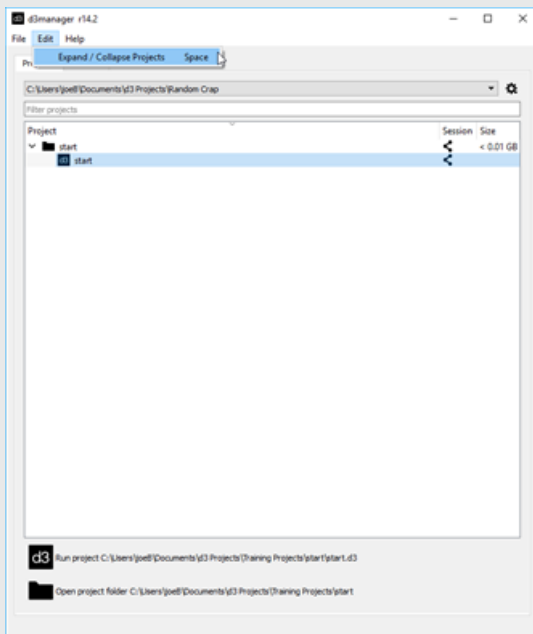 d3 d3manager r14.2
File Edit Help
Expand / Collapse Projects Space
Pr
C:\Users\joeB\Documents\d3 Projects\Random Crap
Filter projects
Project Session Size
start < 0.01 GB
d3 start
d3 Run project C:\Users\joeB\Documents\d3 Projects\Training Projects\start\start.d3
Open project folder C:\Users\joeB\Documents\d3 Projects\Training Projects\start